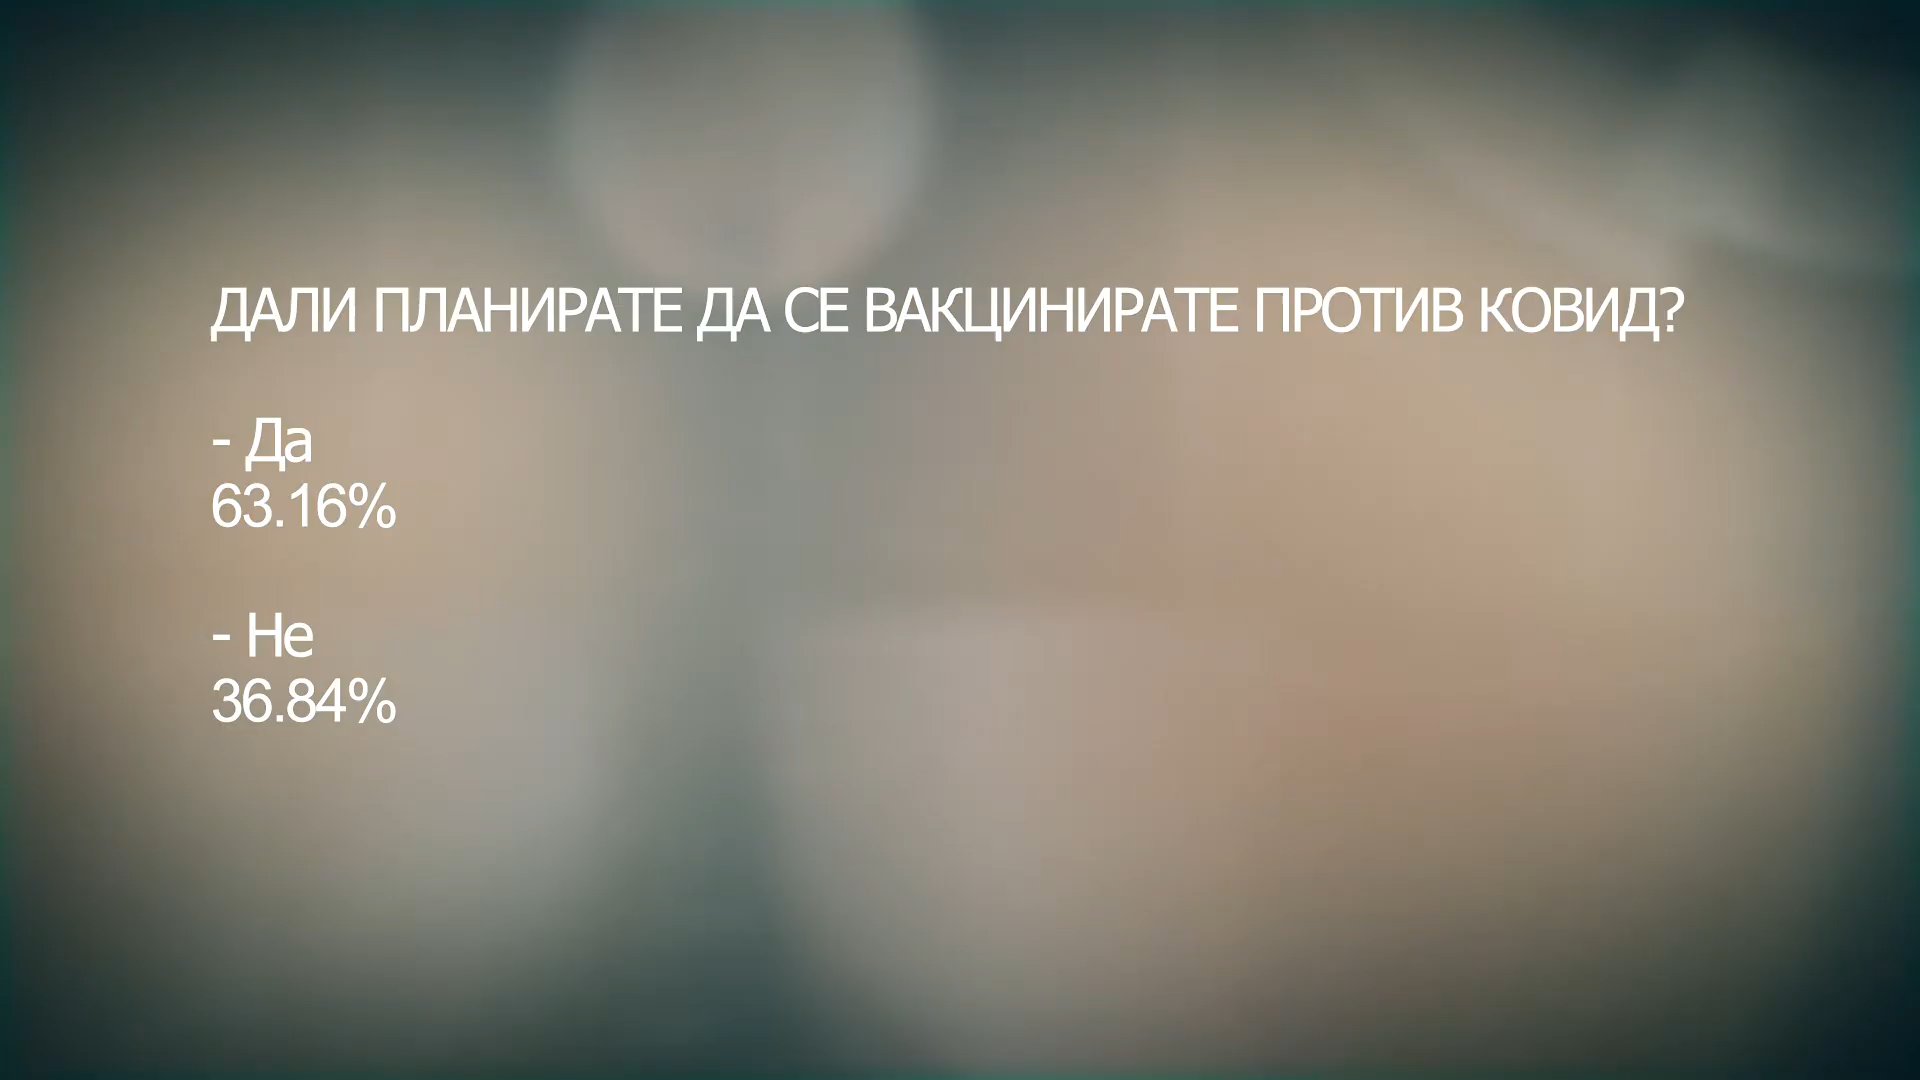 ДАЛИ ПЛАНИРАТЕ ДА СЕ ВАКЦИНИРАТЕ ПРОТИВ КОВИД?
- Да
63.16%
- Не
36.84%